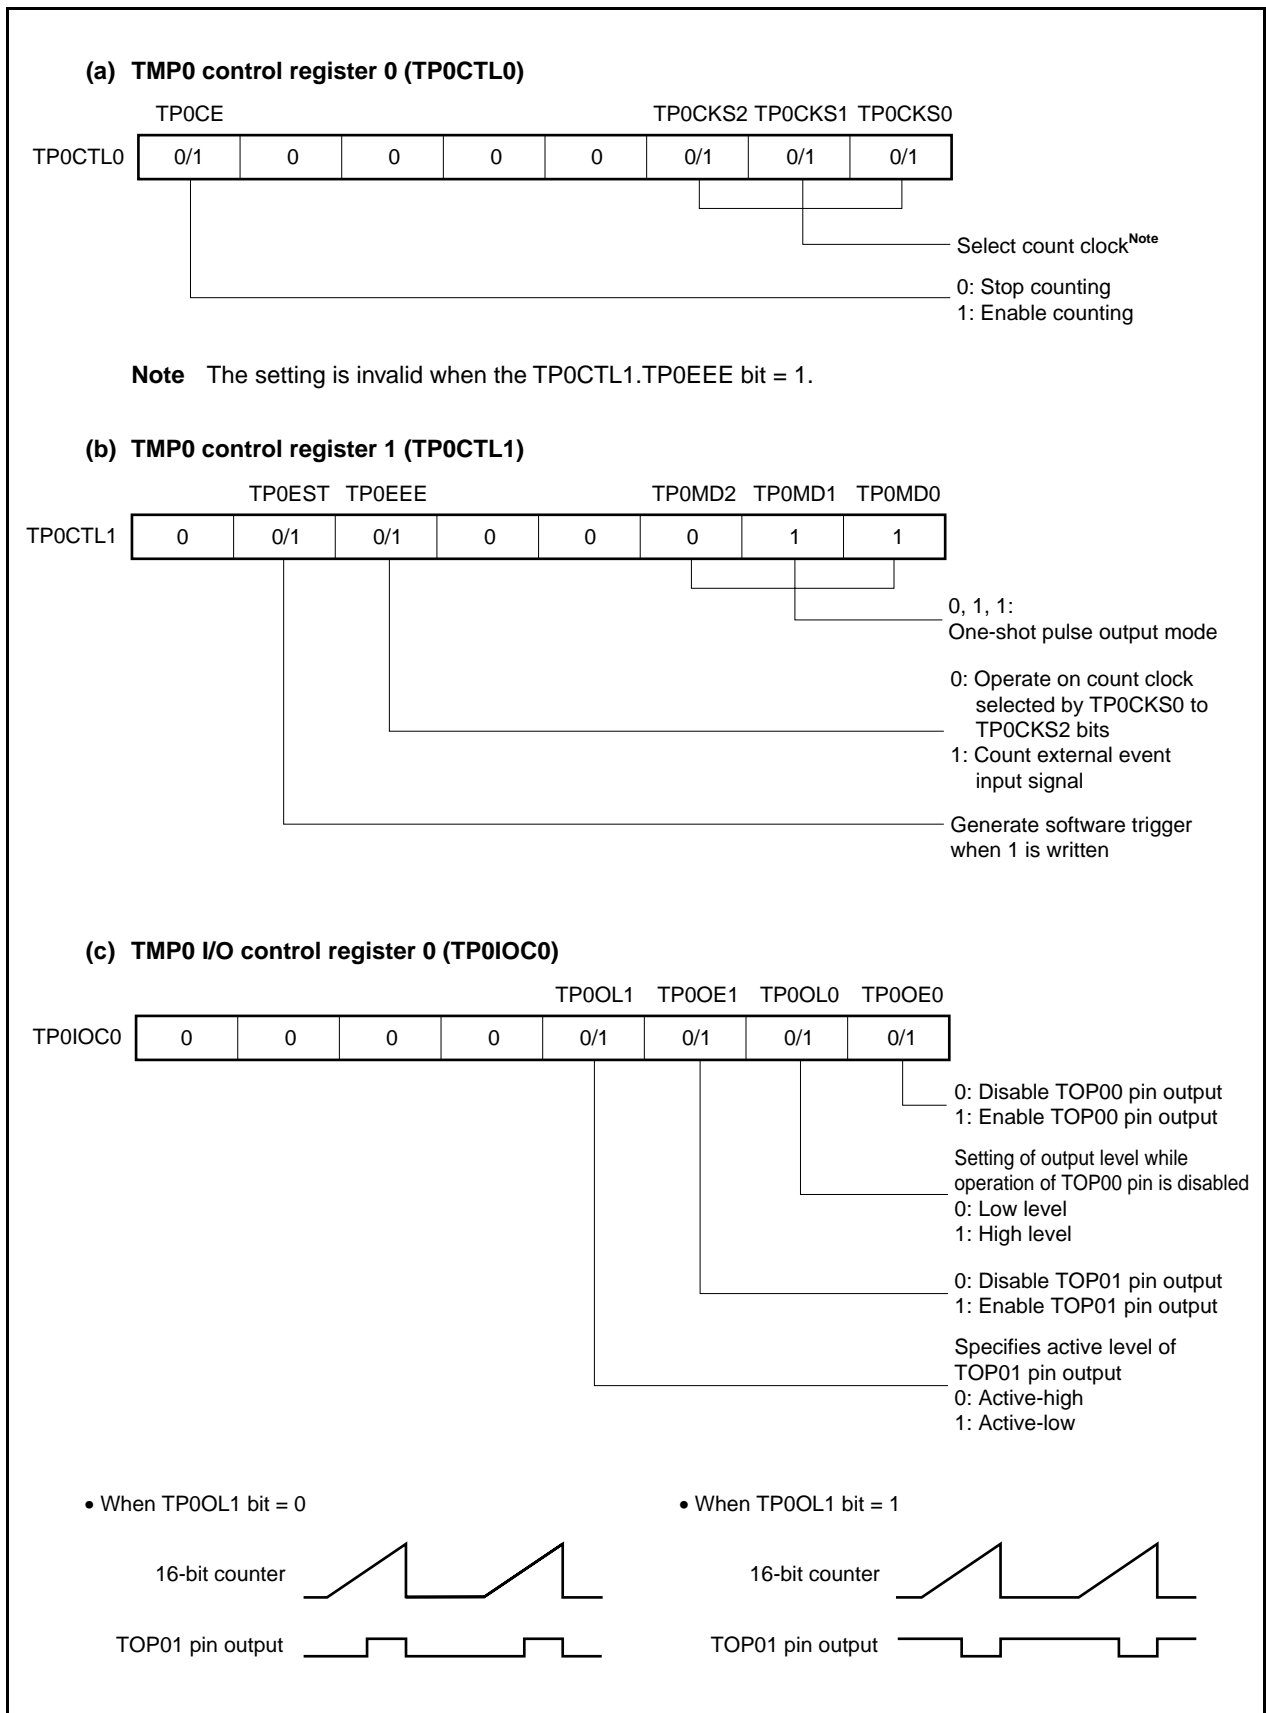 (a) TMP0 control register 0 (TP0CTL0)
TP0CE TP0CKS2 TP0CKS1 TP0CKS0
TP0CTL0 0/1 0 0 0 0 0/1 0/1 0/1
Select count clockNote
0: Stop counting
1: Enable counting
Note The setting is invalid when the TP0CTL1.TP0EEE bit = 1.
(b) TMP0 control register 1 (TP0CTL1)
TP0EST TP0EEE TP0MD2 TP0MD1 TP0MD0
TP0CTL1 0 0/1 0/1 0 0 0 1 1
0, 1, 1:
One-shot pulse output mode
0: Operate on count clock
selected by TP0CKS0 to
TP0CKS2 bits
1: Count external event
input signal
Generate software trigger
when 1 is written
(c) TMP0 I/O control register 0 (TP0IOC0)
TP0OL1 TP0OE1 TP0OL0 TP0OE0
TP0IOC0 0 0 0 0 0/1 0/1 0/1 0/1
0: Disable TOP00 pin output
1: Enable TOP00 pin output
Setting of output level while
operation of TOP00 pin is disabled
0: Low level
1: High level
0: Disable TOP01 pin output
1: Enable TOP01 pin output
Specifies active level of
TOP01 pin output
0: Active-high
1: Active-low
• When TP0OL1 bit = 0
16-bit counter
TOP01 pin output
• When TP0OL1 bit = 1
16-bit counter
TOP01 pin output